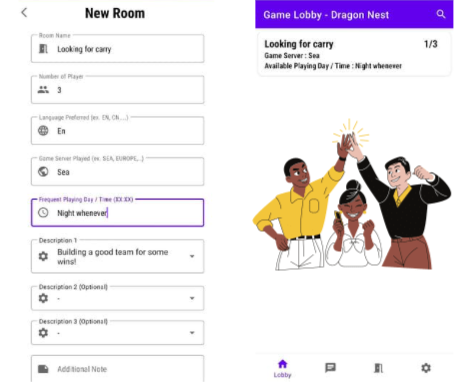 New Room
Room Name
Looking for carry
Number of Player
3
Language Preferred (ex. EN, CN, ...)
En
Game Server Played (ex. SEA, EUROPE, ..)
Sea
Frequent Playing Day / Time (XX:XX)
Night whenever
Description 1
Building a good team for some
wins!
Description 2 (Optional)
-
Description 3 (Optional)
-
Additional Note
Game Lobby - Dragon Nest
Looking for carry 1/3
Game Server : Sea
Available Playing Day / Time : Night whenever
Lobby